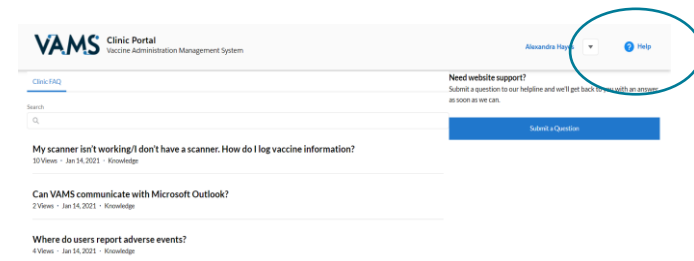 VAMS
Clinic Portal
Vaccine Administration Management System
Alexandra Hayes
? Help
Clinic FAQ
Search
My scanner isn't working/I don't have a scanner. How do I log vaccine information?
10 Views • Jan 14, 2021 • Knowledge
Can VAMS communicate with Microsoft Outlook?
2 Views • Jan 14, 2021 • Knowledge
Where do users report adverse events?
4 Views • Jan 14, 2021 • Knowledge
Need website support?
Submit a question to our helpline and we'll get back to you with an answer
as soon as we can.
Submit a Question